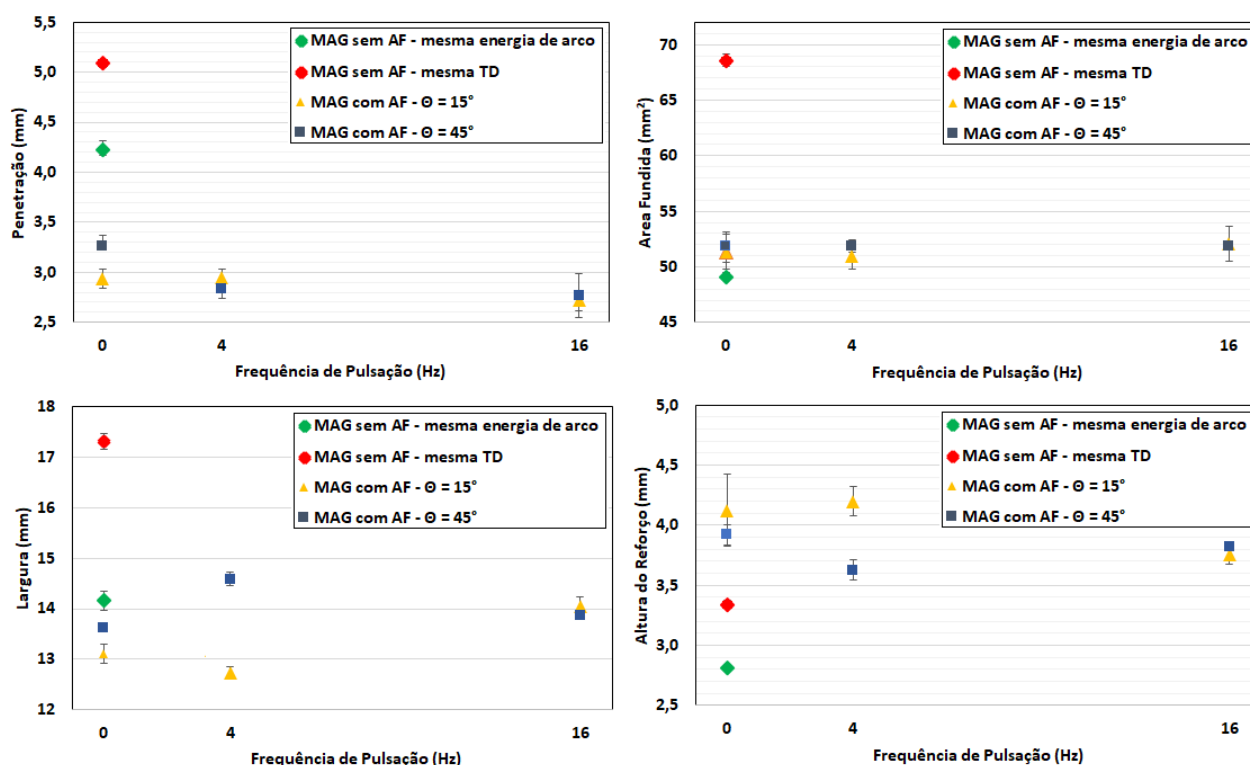 5,5
5,0
4,5
4,0
3,5
3,0
2,5
Penetração (mm)
MAG sem AF - mesma energia de arco
MAG sem AF - mesma TD
MAG com AF - Θ = 15°
MAG com AF - Θ = 45°
0
4
16
Frequência de Pulsação (Hz)
70
65
60
55
50
45
Area Fundida (mm²)
MAG sem AF - mesma energia de arco
MAG sem AF - mesma TD
MAG com AF - Θ = 15°
MAG com AF - Θ = 45°
0
4
16
Frequência de Pulsação (Hz)
18
17
16
15
14
13
12
Largura (mm)
MAG sem AF - mesma energia de arco
MAG sem AF - mesma TD
MAG com AF - Θ = 15°
MAG com AF - Θ = 45°
0
4
16
Frequência de Pulsação (Hz)
5,0
4,5
4,0
3,5
3,0
2,5
Altura do Reforço (mm)
MAG sem AF - mesma energia de arco
MAG sem AF - mesma TD
MAG com AF - Θ = 15°
MAG com AF - Θ = 45°
0
4
16
Frequência de Pulsação (Hz)